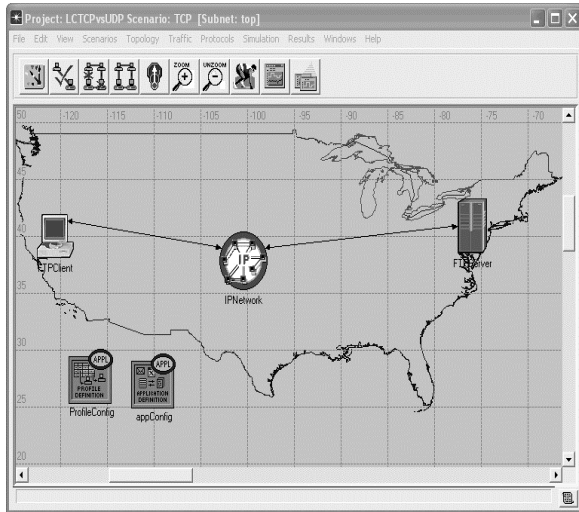 Project: LCTCPvsUDP Scenario: TCP [Subnet: top]
File Edit View Scenarios Topology Traffic Protocols Simulation Results Windows Help
ZOOM UNZOOM
-120 -115 -110 -105 -100 -95 -90 -85 -80 -75 -70
45
40
IP
FTPClient
FTPServer
35
IPNetwork
30
APPL APPL
PROFILE DEFINITION
APPLICATION DEFINITION
ProfileConfig
appConfig
25
20